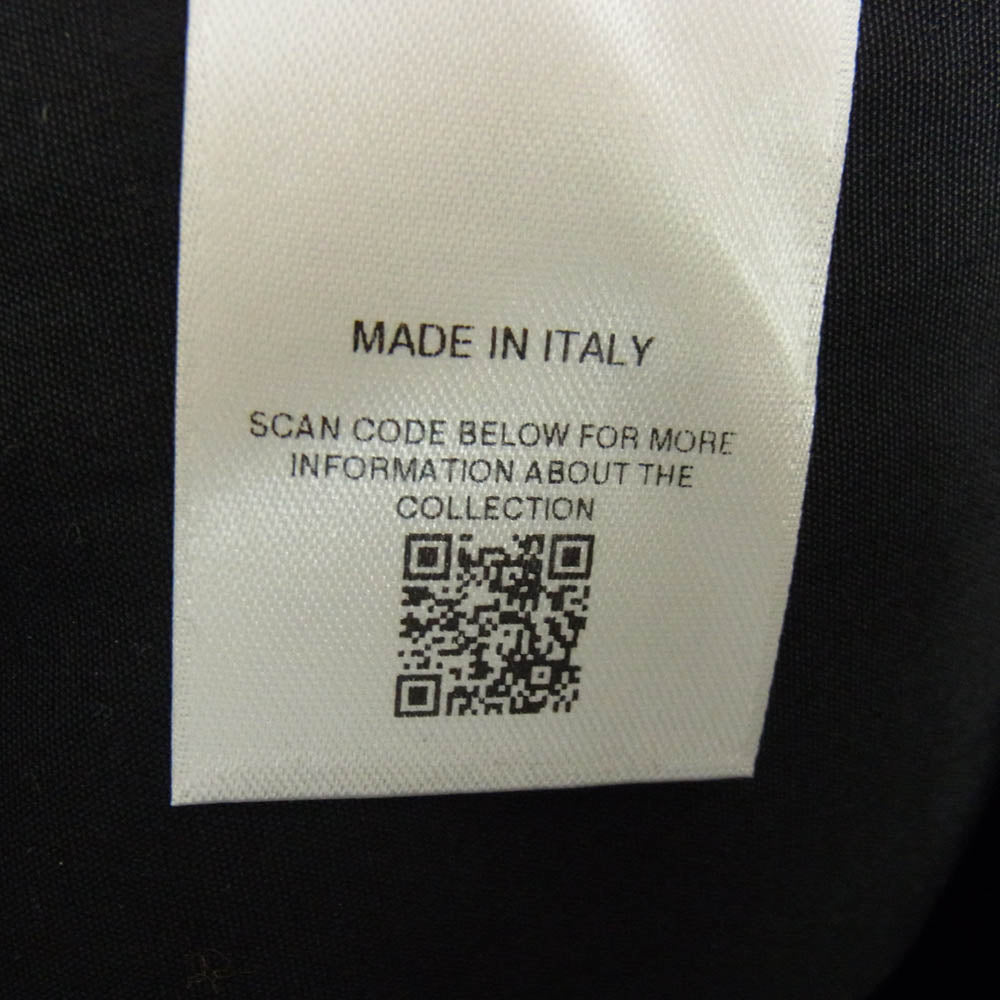 MADE IN ITALY
SCAN CODE BELOW FOR MORE
INFORMATION ABOUT THE
COLLECTION